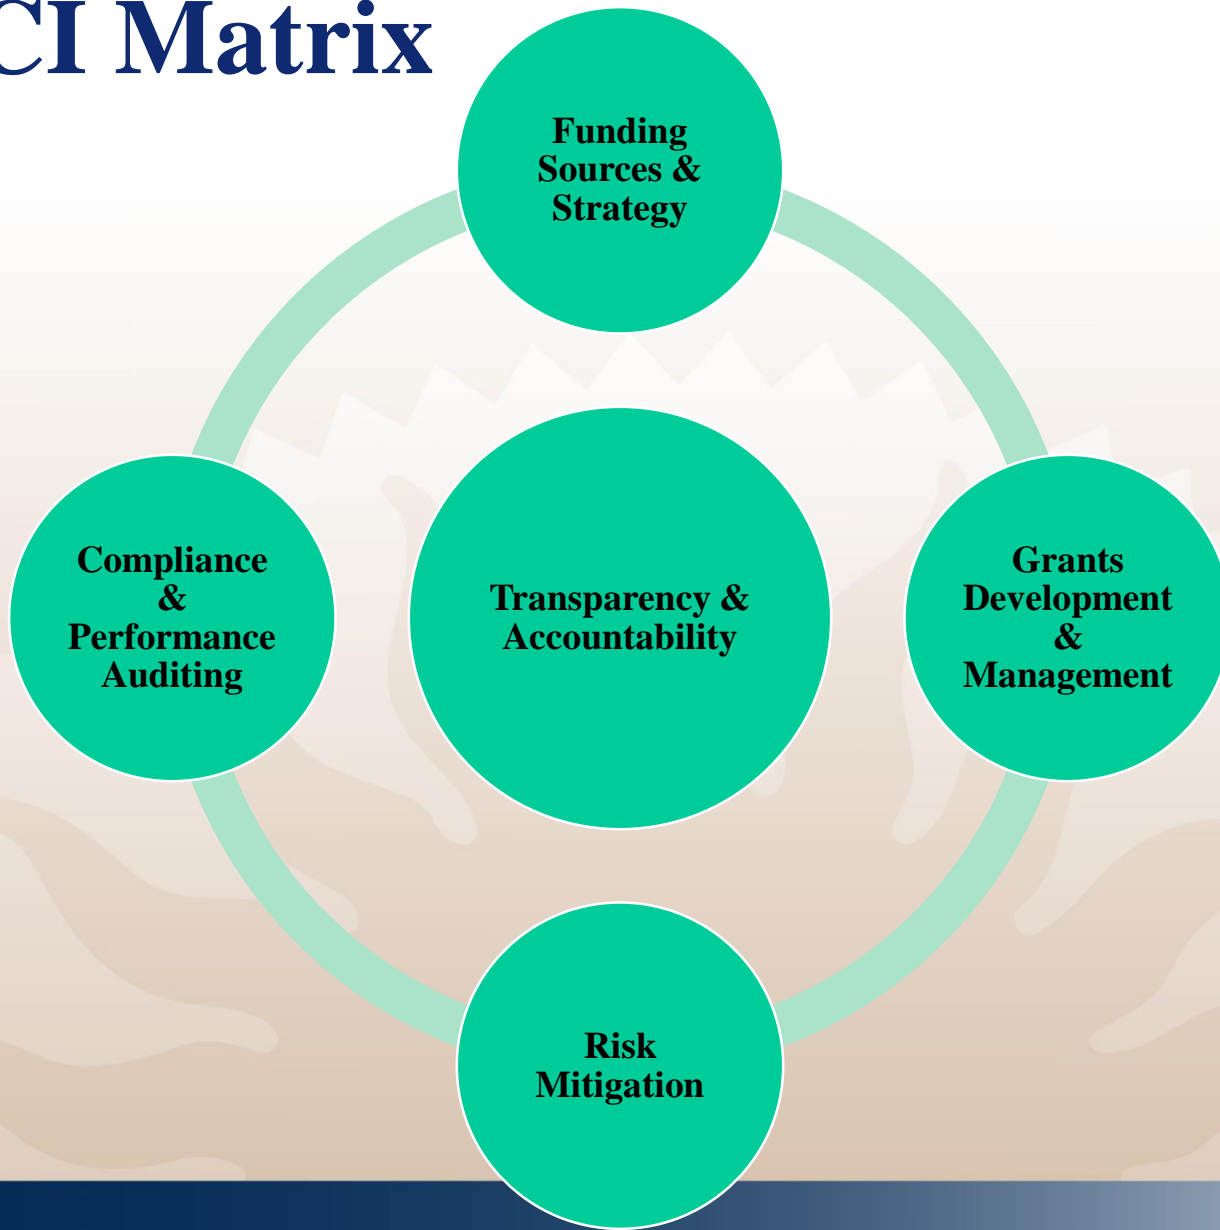 CI Matrix
Funding
Sources &
Strategy
Compliance
&
Performance
Auditing
Transparency &
Accountability
Grants
Development
&
Management
Risk
Mitigation